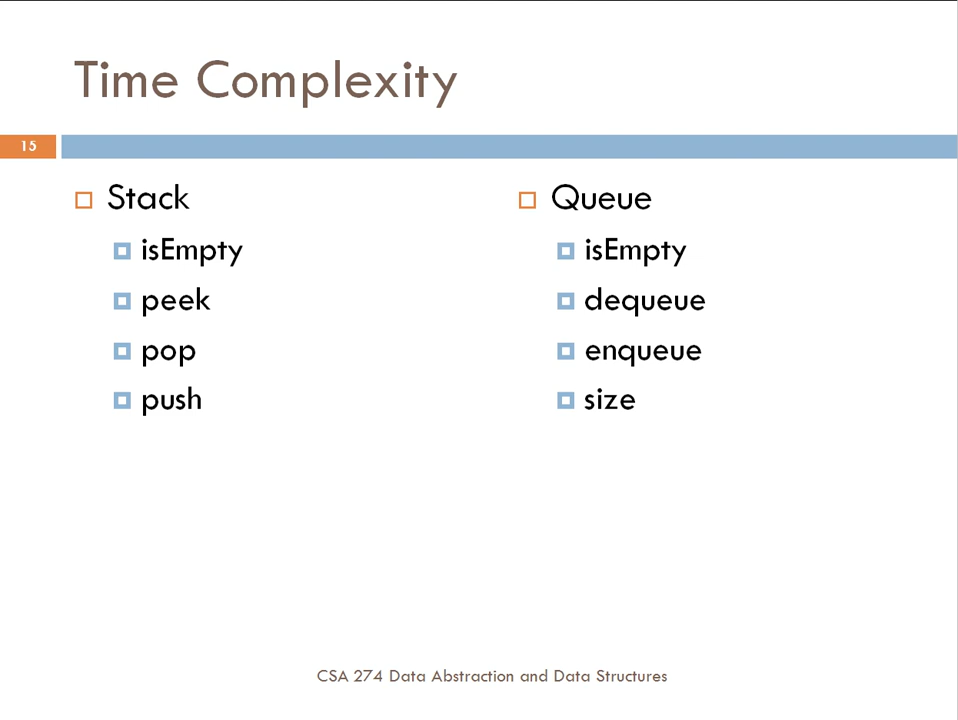 Time Complexity
15
Stack
isEmpty
peek
pop
push
Queue
isEmpty
dequeue
enqueue
size
CSA 274 Data Abstraction and Data Structures